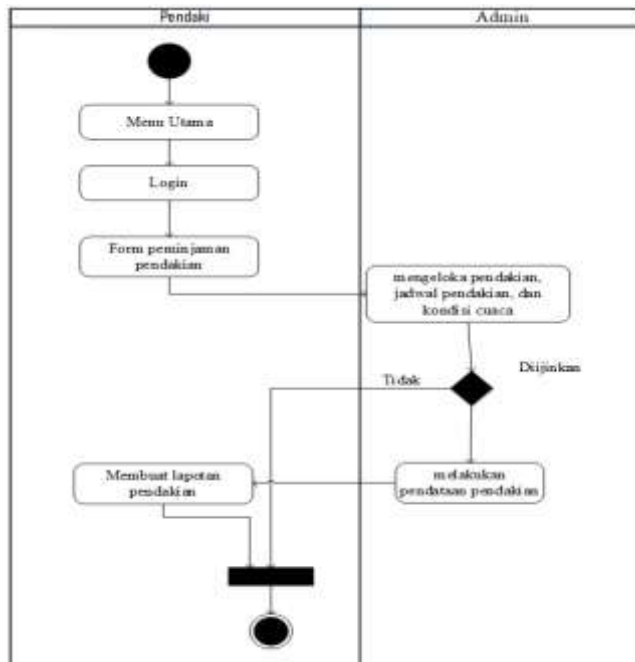 Pendaki
Admin
Menu Utama
Login
Form peminjaman
pendakian
mengeloka pendakian,
jadwal pendakian, dan
kondisi cuaca
Diijinkan
Tidak
Membuat lapotan
pendakian
melakukan
pendataan pendakian